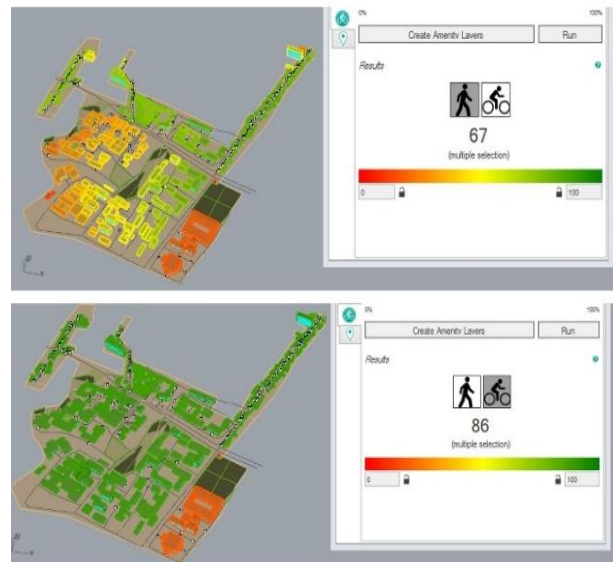 0% 100%
Create Amenity Layers Run
Results
67
(multiple selection)
0 100
0% 100%
Create Amenity Layers Run
Results
86
(multiple selection)
0 100